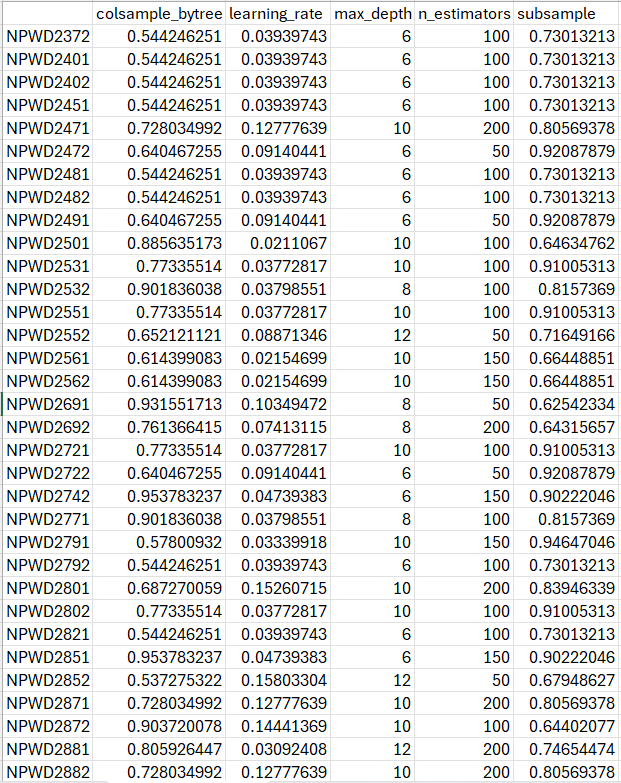 colsample_bytree learning_rate max_depth n_estimators subsample
NPWD2372 0.544246251 0.03939743 6 100 0.73013213
NPWD2401 0.544246251 0.03939743 6 100 0.73013213
NPWD2402 0.544246251 0.03939743 6 100 0.73013213
NPWD2451 0.544246251 0.03939743 6 100 0.73013213
NPWD2471 0.728034992 0.12777639 10 200 0.80569378
NPWD2472 0.640467255 0.09140441 6 50 0.92087879
NPWD2481 0.544246251 0.03939743 6 100 0.73013213
NPWD2482 0.544246251 0.03939743 6 100 0.73013213
NPWD2491 0.640467255 0.09140441 6 50 0.92087879
NPWD2501 0.885635173 0.0211067 10 100 0.64634762
NPWD2531 0.77335514 0.03772817 10 100 0.91005313
NPWD2532 0.901836038 0.03798551 8 100 0.8157369
NPWD2551 0.77335514 0.03772817 10 100 0.91005313
NPWD2552 0.652121121 0.08871346 12 50 0.71649166
NPWD2561 0.614399083 0.02154699 10 150 0.66448851
NPWD2562 0.614399083 0.02154699 10 150 0.66448851
NPWD2691 0.931551713 0.10349472 8 50 0.62542334
NPWD2692 0.761366415 0.07413115 8 200 0.64315657
NPWD2721 0.77335514 0.03772817 10 100 0.91005313
NPWD2722 0.640467255 0.09140441 6 50 0.92087879
NPWD2742 0.953783237 0.04739383 6 150 0.90222046
NPWD2771 0.901836038 0.03798551 8 100 0.8157369
NPWD2791 0.57800932 0.03339918 10 150 0.94647046
NPWD2792 0.544246251 0.03939743 6 100 0.73013213
NPWD2801 0.687270059 0.15260715 10 200 0.83946339
NPWD2802 0.77335514 0.03772817 10 100 0.91005313
NPWD2821 0.544246251 0.03939743 6 100 0.73013213
NPWD2851 0.953783237 0.04739383 6 150 0.90222046
NPWD2852 0.537275322 0.15803304 12 50 0.67948627
NPWD2871 0.728034992 0.12777639 10 200 0.80569378
NPWD2872 0.903720078 0.14441369 10 100 0.64402077
NPWD2881 0.805926447 0.03092408 12 200 0.74654474
NPWD2882 0.728034992 0.12777639 10 200 0.80569378